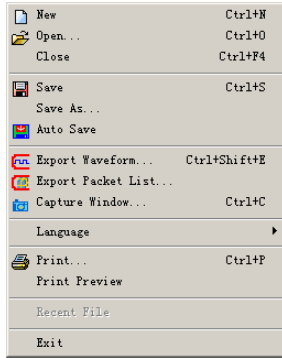 New Ctrl+N
Open... Ctrl+O
Close Ctrl+F4
Save Ctrl+S
Save As...
Auto Save
Export Waveform... Ctrl+Shift+E
Export Packet List...
Capture Window... Ctrl+C
Language
Print... Ctrl+P
Print Preview
Recent File
Exit